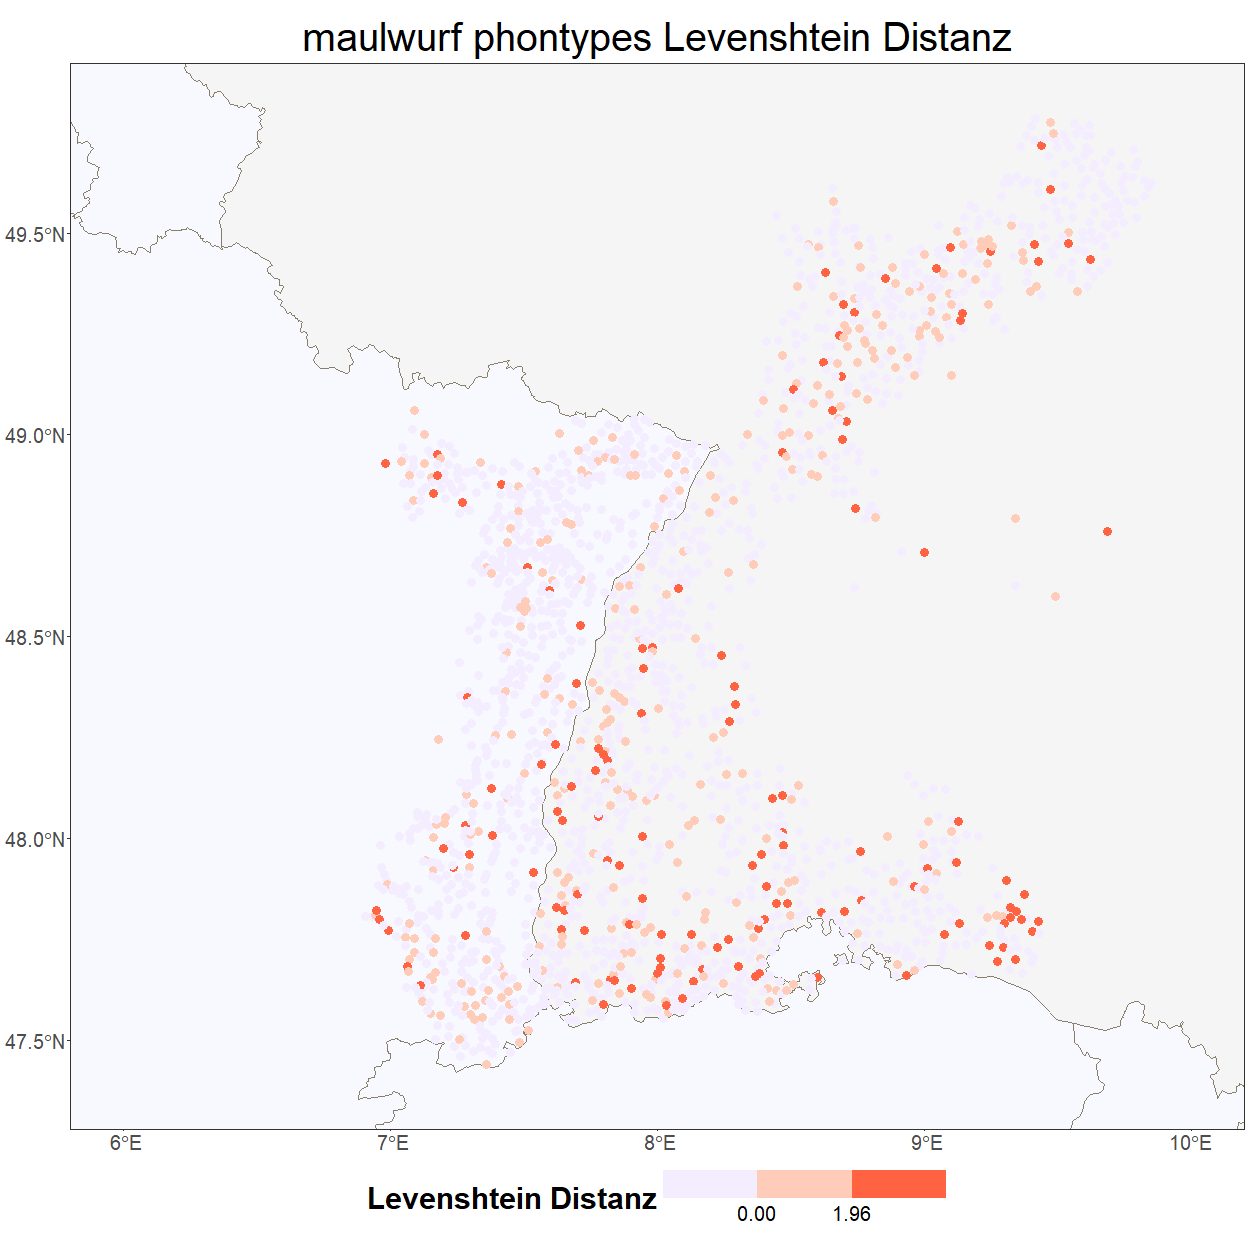 maulwurf phontypes Levenshtein Distanz
49.5°N
49.0°N
48.5°N
48.0°N
47.5°N
6°E 7°E 8°E 9°E 10°E
Levenshtein Distanz
0.00 1.96